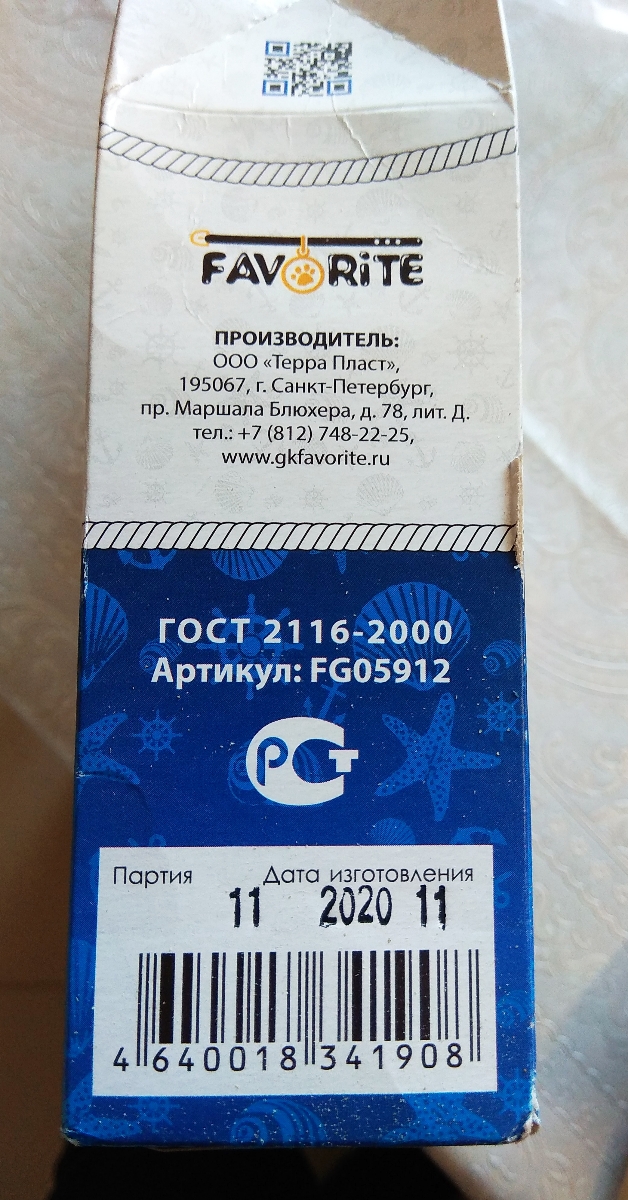 FAVORiTE
ПРОИЗВОДИТЕЛЬ:
ООО «Терра Пласт»,
195067, г. Санкт-Петербург,
пр. Маршала Блюхера, д. 78, лит. Д.
тел.: +7 (812) 748-22-25,
www.gkfavorite.ru
ГОСТ 2116-2000
Артикул: FG05912
РСТ
Партия Дата изготовления
11 2020 11
4 640018 341908